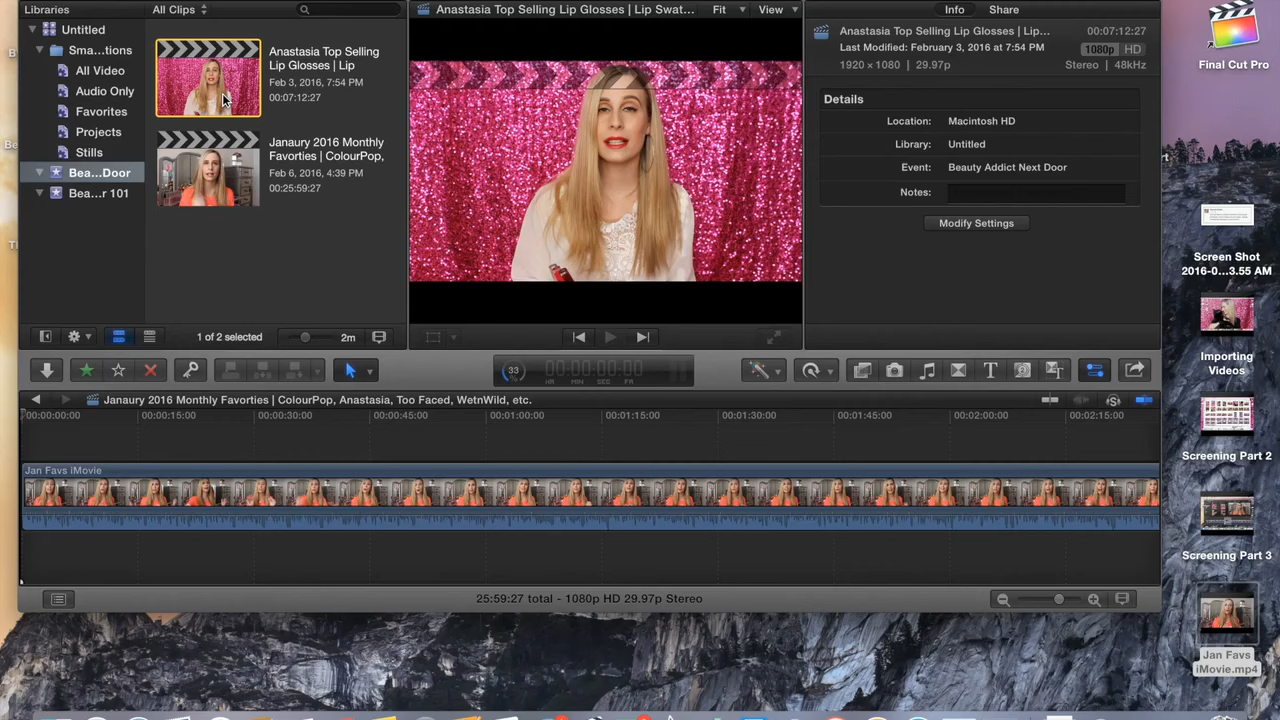 Libraries
All Clips
Anastasia Top Selling Lip Glosses | Lip Swat...
Fit
View
Info
Share
Untitled
Sma...tions
All Video
Audio Only
Favorites
Projects
Stills
Bea...Door
Bea...r 101
Anastasia Top Selling
Lip Glosses | Lip
Feb 3, 2016, 7:54 PM
00:07:12:27
Janaury 2016 Monthly
Favorties | ColourPop,
Feb 6, 2016, 4:39 PM
00:25:59:27
Anastasia Top Selling Lip Glosses | Lip...
00:07:12:27
Last Modified: February 3, 2016 at 7:54 PM
1080p HD
1920 × 1080 | 29.97p
Stereo | 48kHz
Details
Location: Macintosh HD
Library: Untitled
Event: Beauty Addict Next Door
Notes:
Modify Settings
1 of 2 selected
2m
33
00:00:00:00
HR MIN SEC FR
Janaury 2016 Monthly Favorties | ColourPop, Anastasia, Too Faced, WetnWild, etc.
00:00:00:00
00:00:15:00
00:00:30:00
00:00:45:00
00:01:00:00
00:01:15:00
00:01:30:00
00:01:45:00
00:02:00:00
00:02:15:00
Jan Favs iMovie
25:59:27 total - 1080p HD 29.97p Stereo
Final Cut Pro
Screen Shot
2016-0...3.55 AM
Importing
Videos
Screening Part 2
Screening Part 3
Jan Favs
iMovie.mp4